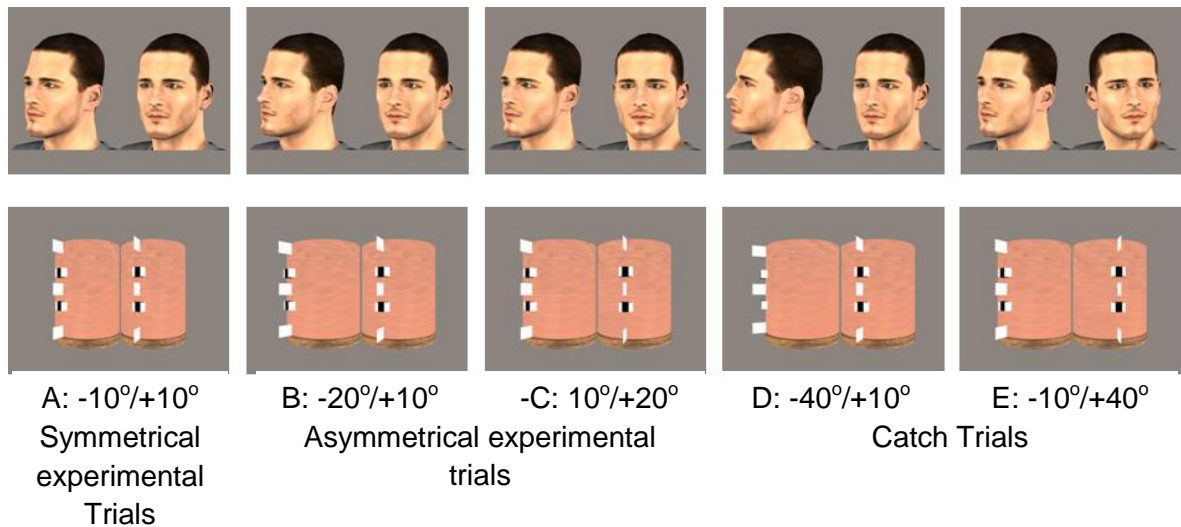 A: -10°/+10°
Symmetrical
experimental
Trials
B: -20°/+10°
-C: 10°/+20°
Asymmetrical experimental
trials
D: -40°/+10°
E: -10°/+40°
Catch Trials